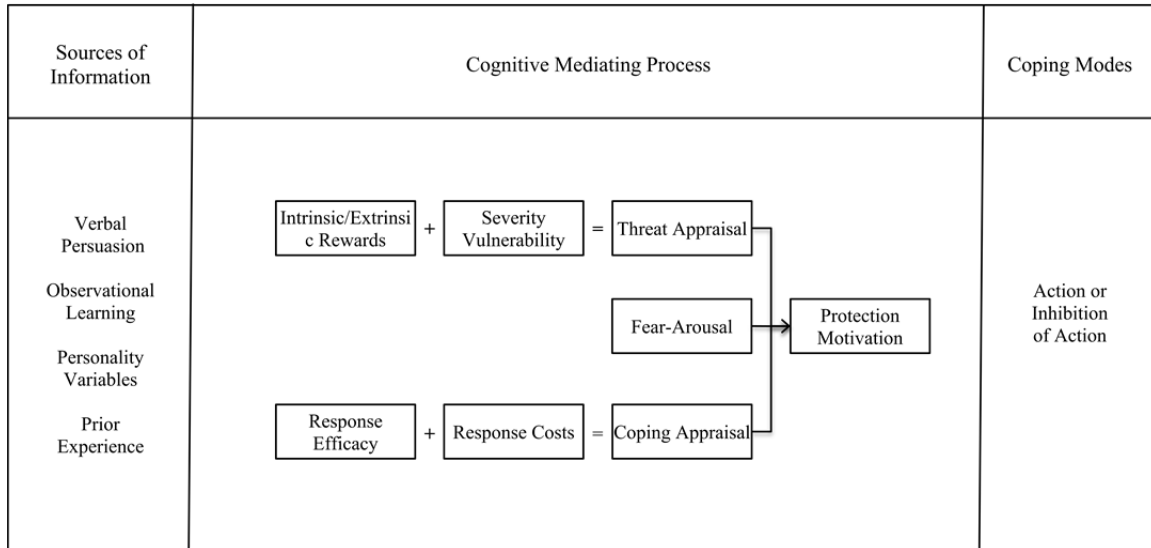 Sources of
Information
Cognitive Mediating Process
Coping Modes
Verbal
Persuasion
Observational
Learning
Personality
Variables
Prior
Experience
Intrinsic/Extrinsi
c Rewards
+
Severity
Vulnerability
=
Threat Appraisal
Fear-Arousal
Protection
Motivation
Response
Efficacy
+
Response Costs
=
Coping Appraisal
Action or
Inhibition
of Action